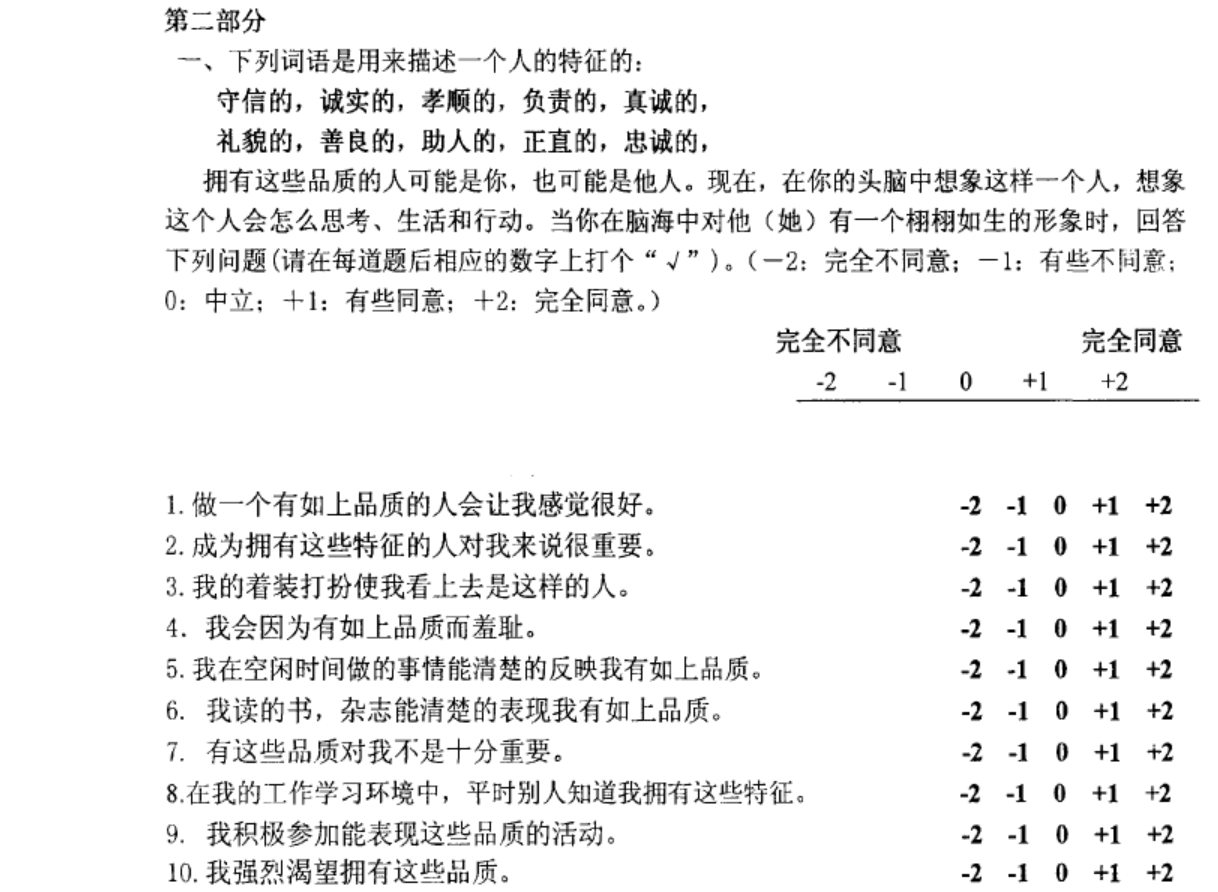 第二部分
一、下列词语是用来描述一个人的特征的：
守信的，诚实的，孝顺的，负责的，真诚的，
礼貌的，善良的，助人的，正直的，忠诚的，
拥有这些品质的人可能是你，也可能是他人。现在，在你的头脑中想象这样一个人，想象
这个人会怎么思考、生活和行动。当你在脑海中对他（她）有一个栩栩如生的形象时，回答
下列问题(请在每道题后相应的数字上打个“√”)。（－2：完全不同意；－1：有些不同意；
0：中立；＋1：有些同意；＋2：完全同意。）
完全不同意 完全同意
-2 -1 0 +1 +2
1.做一个有如上品质的人会让我感觉很好。 -2 -1 0 +1 +2
2.成为拥有这些特征的人对我来说很重要。 -2 -1 0 +1 +2
3.我的着装打扮使我看上去是这样的人。 -2 -1 0 +1 +2
4. 我会因为有如上品质而羞耻。 -2 -1 0 +1 +2
5.我在空闲时间做的事情能清楚的反映我有如上品质。 -2 -1 0 +1 +2
6. 我读的书，杂志能清楚的表现我有如上品质。 -2 -1 0 +1 +2
7. 有这些品质对我不是十分重要。 -2 -1 0 +1 +2
8.在我的工作学习环境中，平时别人知道我拥有这些特征。 -2 -1 0 +1 +2
9. 我积极参加能表现这些品质的活动。 -2 -1 0 +1 +2
10.我强烈渴望拥有这些品质。 -2 -1 0 +1 +2